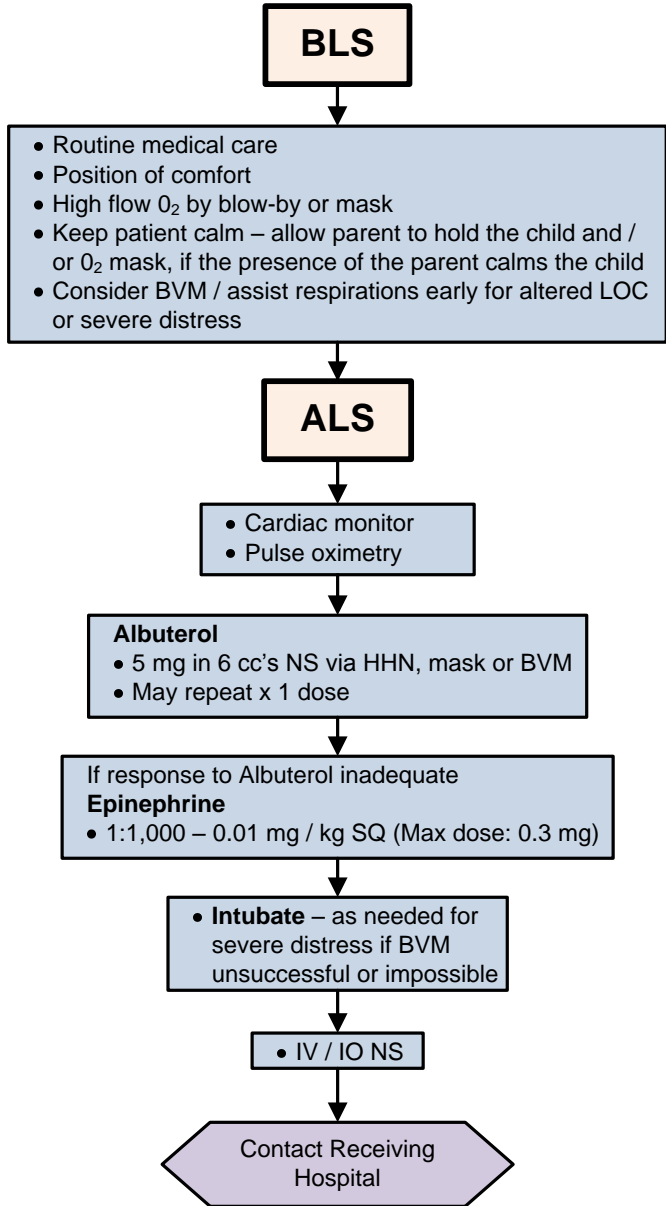 BLS
• Routine medical care
• Position of comfort
• High flow 0₂ by blow-by or mask
• Keep patient calm – allow parent to hold the child and /
or 0₂ mask, if the presence of the parent calms the child
• Consider BVM / assist respirations early for altered LOC
or severe distress
ALS
• Cardiac monitor
• Pulse oximetry
Albuterol
• 5 mg in 6 cc's NS via HHN, mask or BVM
• May repeat x 1 dose
If response to Albuterol inadequate
Epinephrine
• 1:1,000 – 0.01 mg / kg SQ (Max dose: 0.3 mg)
• Intubate – as needed for
severe distress if BVM
unsuccessful or impossible
• IV / IO NS
Contact Receiving
Hospital